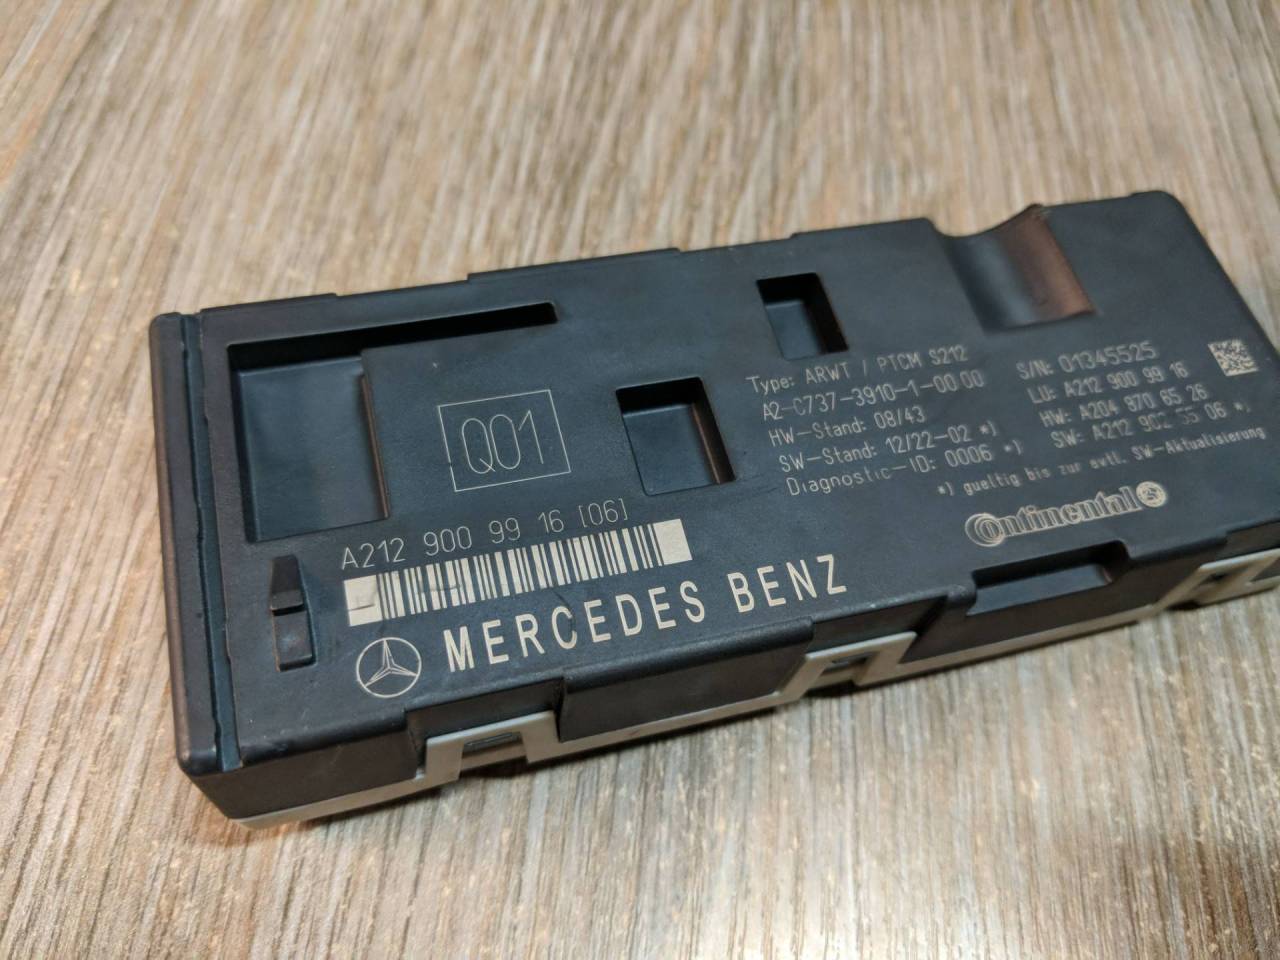 Q01
A212 900 99 16 [06]
MERCEDES BENZ
Type: ARWT / PTCM S212
A2-C737-3910-1-00 00
HW-Stand: 08/43
SW-Stand: 12/22-02 *)
Diagnostic-ID: 0006 *)
S/N: 01345525
LU: A212 900 99 16
HW: A204 870 65 26
SW: A212 902 55 06 *)
*) gueltig bis zur evtl. SW-Aktualisierung
Continental